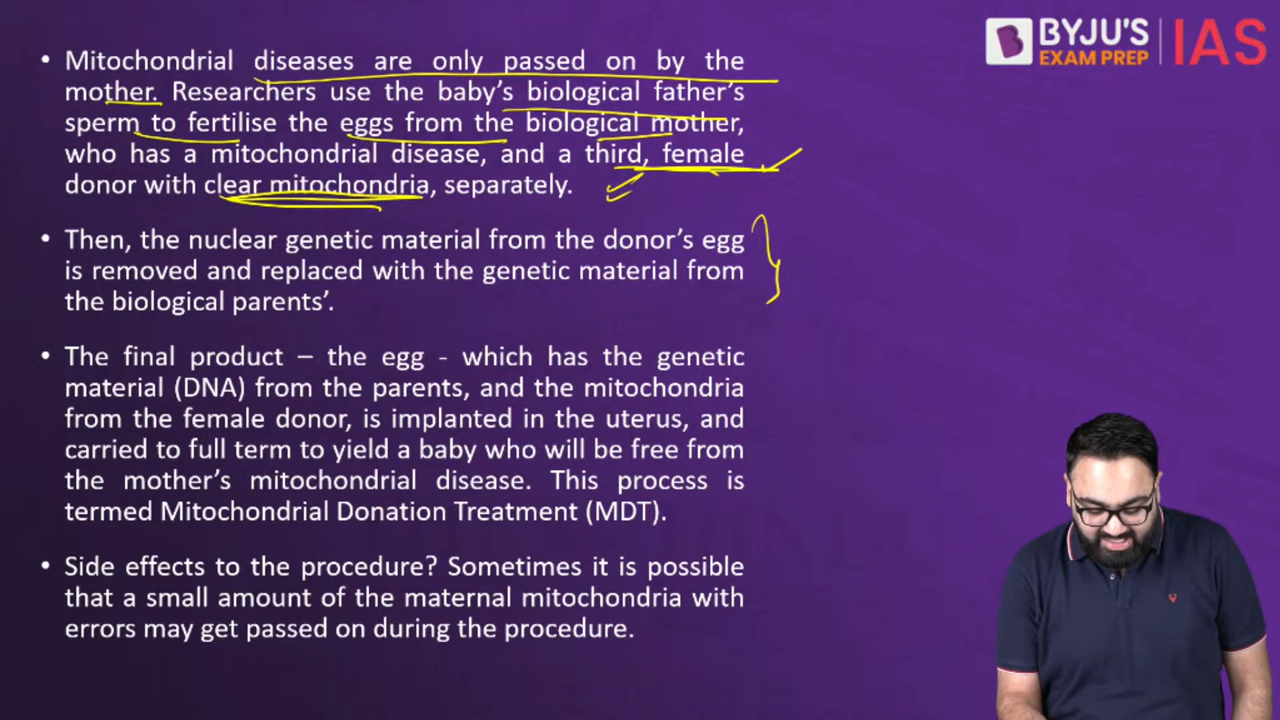 • Mitochondrial diseases are only passed on by the
mother. Researchers use the baby's biological father's
sperm to fertilise the eggs from the biological mother,
who has a mitochondrial disease, and a third, female
donor with clear mitochondria, separately.
• Then, the nuclear genetic material from the donor's egg
is removed and replaced with the genetic material from
the biological parents'.
• The final product – the egg - which has the genetic
material (DNA) from the parents, and the mitochondria
from the female donor, is implanted in the uterus, and
carried to full term to yield a baby who will be free from
the mother's mitochondrial disease. This process is
termed Mitochondrial Donation Treatment (MDT).
• Side effects to the procedure? Sometimes it is possible
that a small amount of the maternal mitochondria with
errors may get passed on during the procedure.
BYJU'S
EXAM PREP
IAS